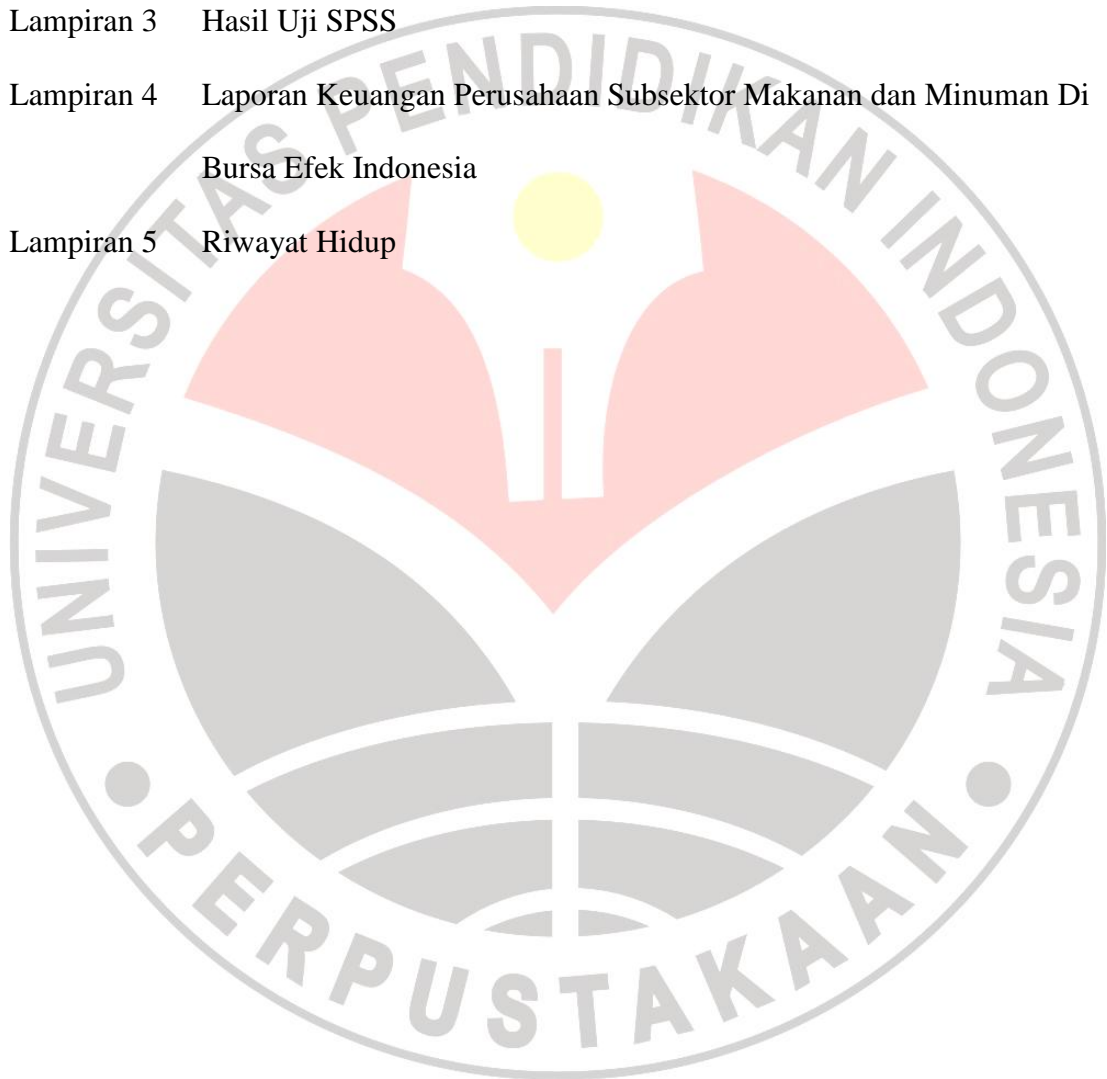 Lampiran 3 Hasil Uji SPSS
Lampiran 4 Laporan Keuangan Perusahaan Subsektor Makanan dan Minuman Di
Bursa Efek Indonesia
Lampiran 5 Riwayat Hidup
UNIVERSITAS PENDIDIKAN INDONESIA
PERPUSTAKAAN